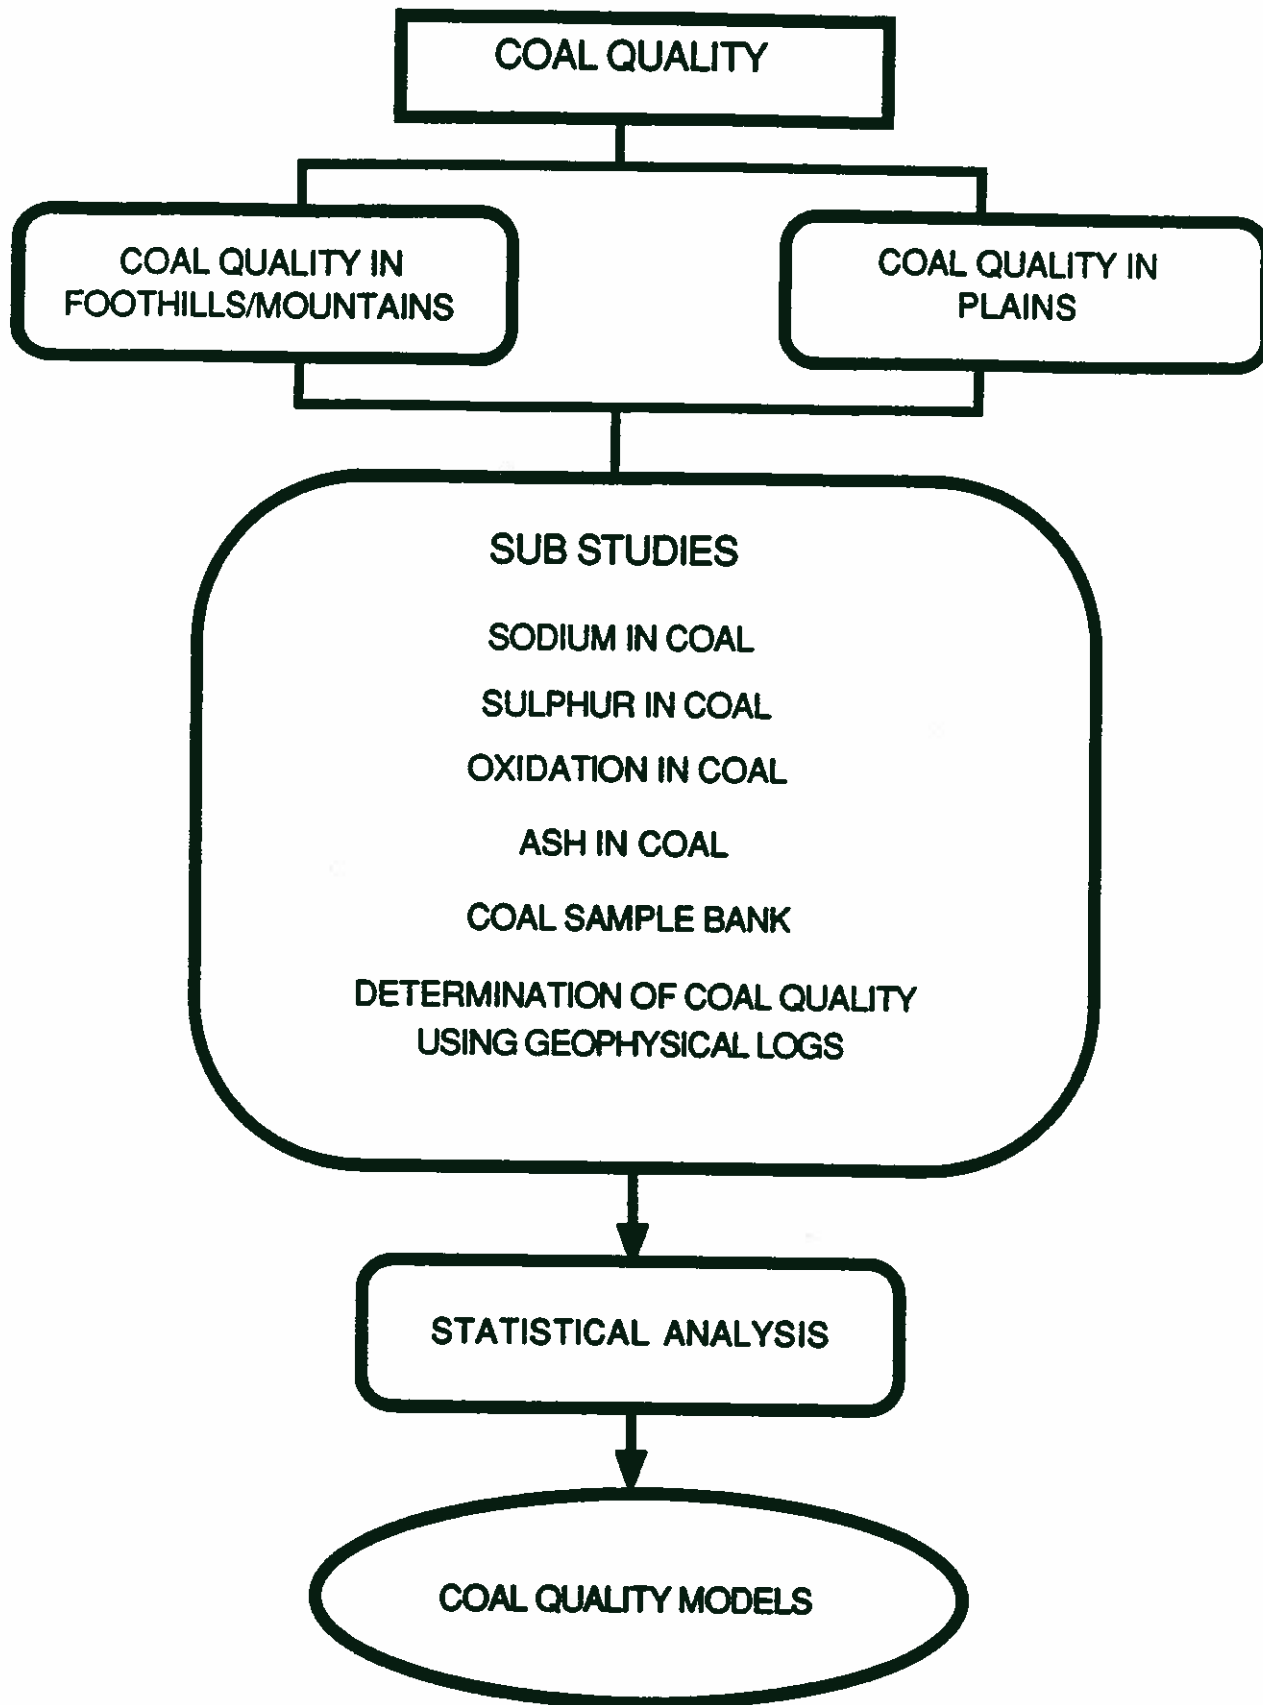 COAL QUALITY
COAL QUALITY IN
FOOTHILLS/MOUNTAINS
COAL QUALITY IN
PLAINS
SUB STUDIES
SODIUM IN COAL
SULPHUR IN COAL
OXIDATION IN COAL
ASH IN COAL
COAL SAMPLE BANK
DETERMINATION OF COAL QUALITY
USING GEOPHYSICAL LOGS
STATISTICAL ANALYSIS
COAL QUALITY MODELS